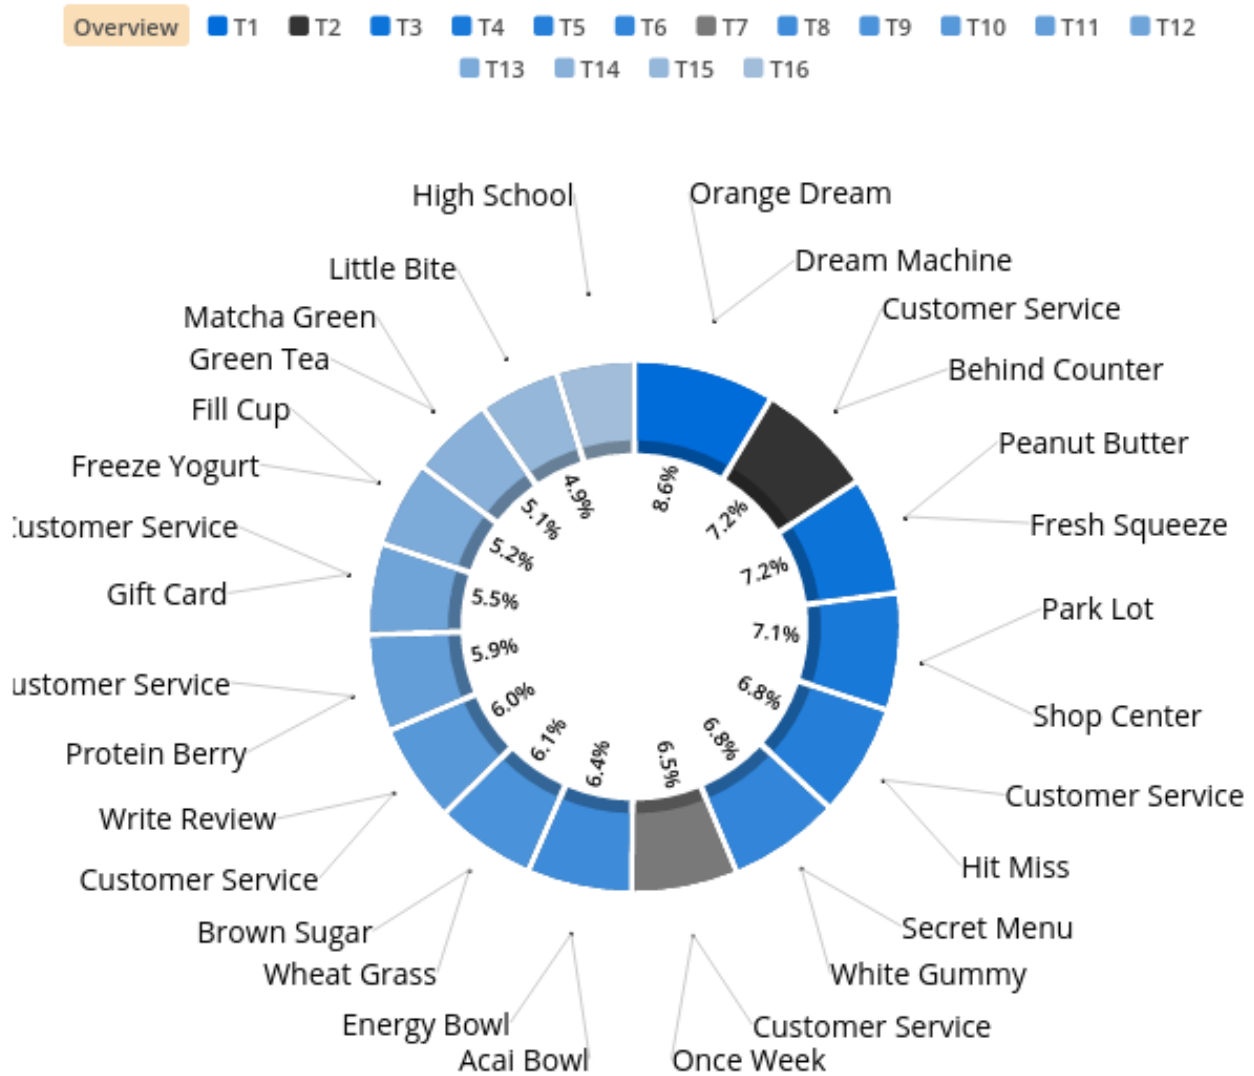 Overview T1 T2 T3 T4 T5 T6 T7 T8 T9 T10 T11 T12
T13 T14 T15 T16
High School
Orange Dream
Dream Machine
Little Bite
Customer Service
Matcha Green
Green Tea
Behind Counter
Fill Cup
Peanut Butter
Freeze Yogurt
Fresh Squeeze
ustomer Service
Gift Card
Park Lot
ustomer Service
Shop Center
Protein Berry
Customer Service
Write Review
Hit Miss
Customer Service
Secret Menu
Brown Sugar
Wheat Grass
White Gummy
Energy Bowl
Customer Service
Acai Bowl
Once Week
8.6%
7.2%
7.2%
7.1%
6.8%
6.8%
6.5%
6.4%
6.1%
6.0%
5.9%
5.5%
5.2%
5.1%
4.9%